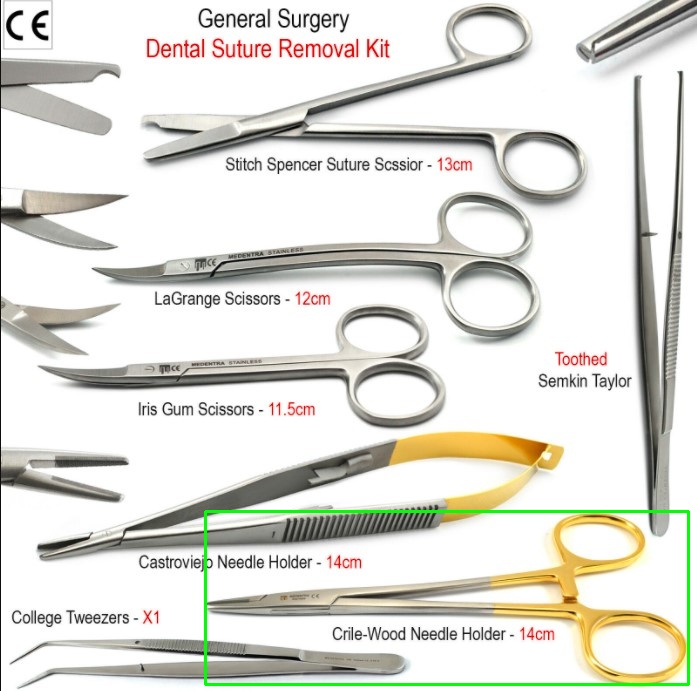 CE
General Surgery
Dental Suture Removal Kit
Stitch Spencer Suture Scssior - 13cm
MEDENTRA STAINLESS
CE
LaGrange Scissors - 12cm
MEDENTRA STAINLESS
CE
Iris Gum Scissors - 11.5cm
Toothed
Semkin Taylor
Castroviejo Needle Holder - 14cm
College Tweezers - X1
Crile-Wood Needle Holder - 14cm